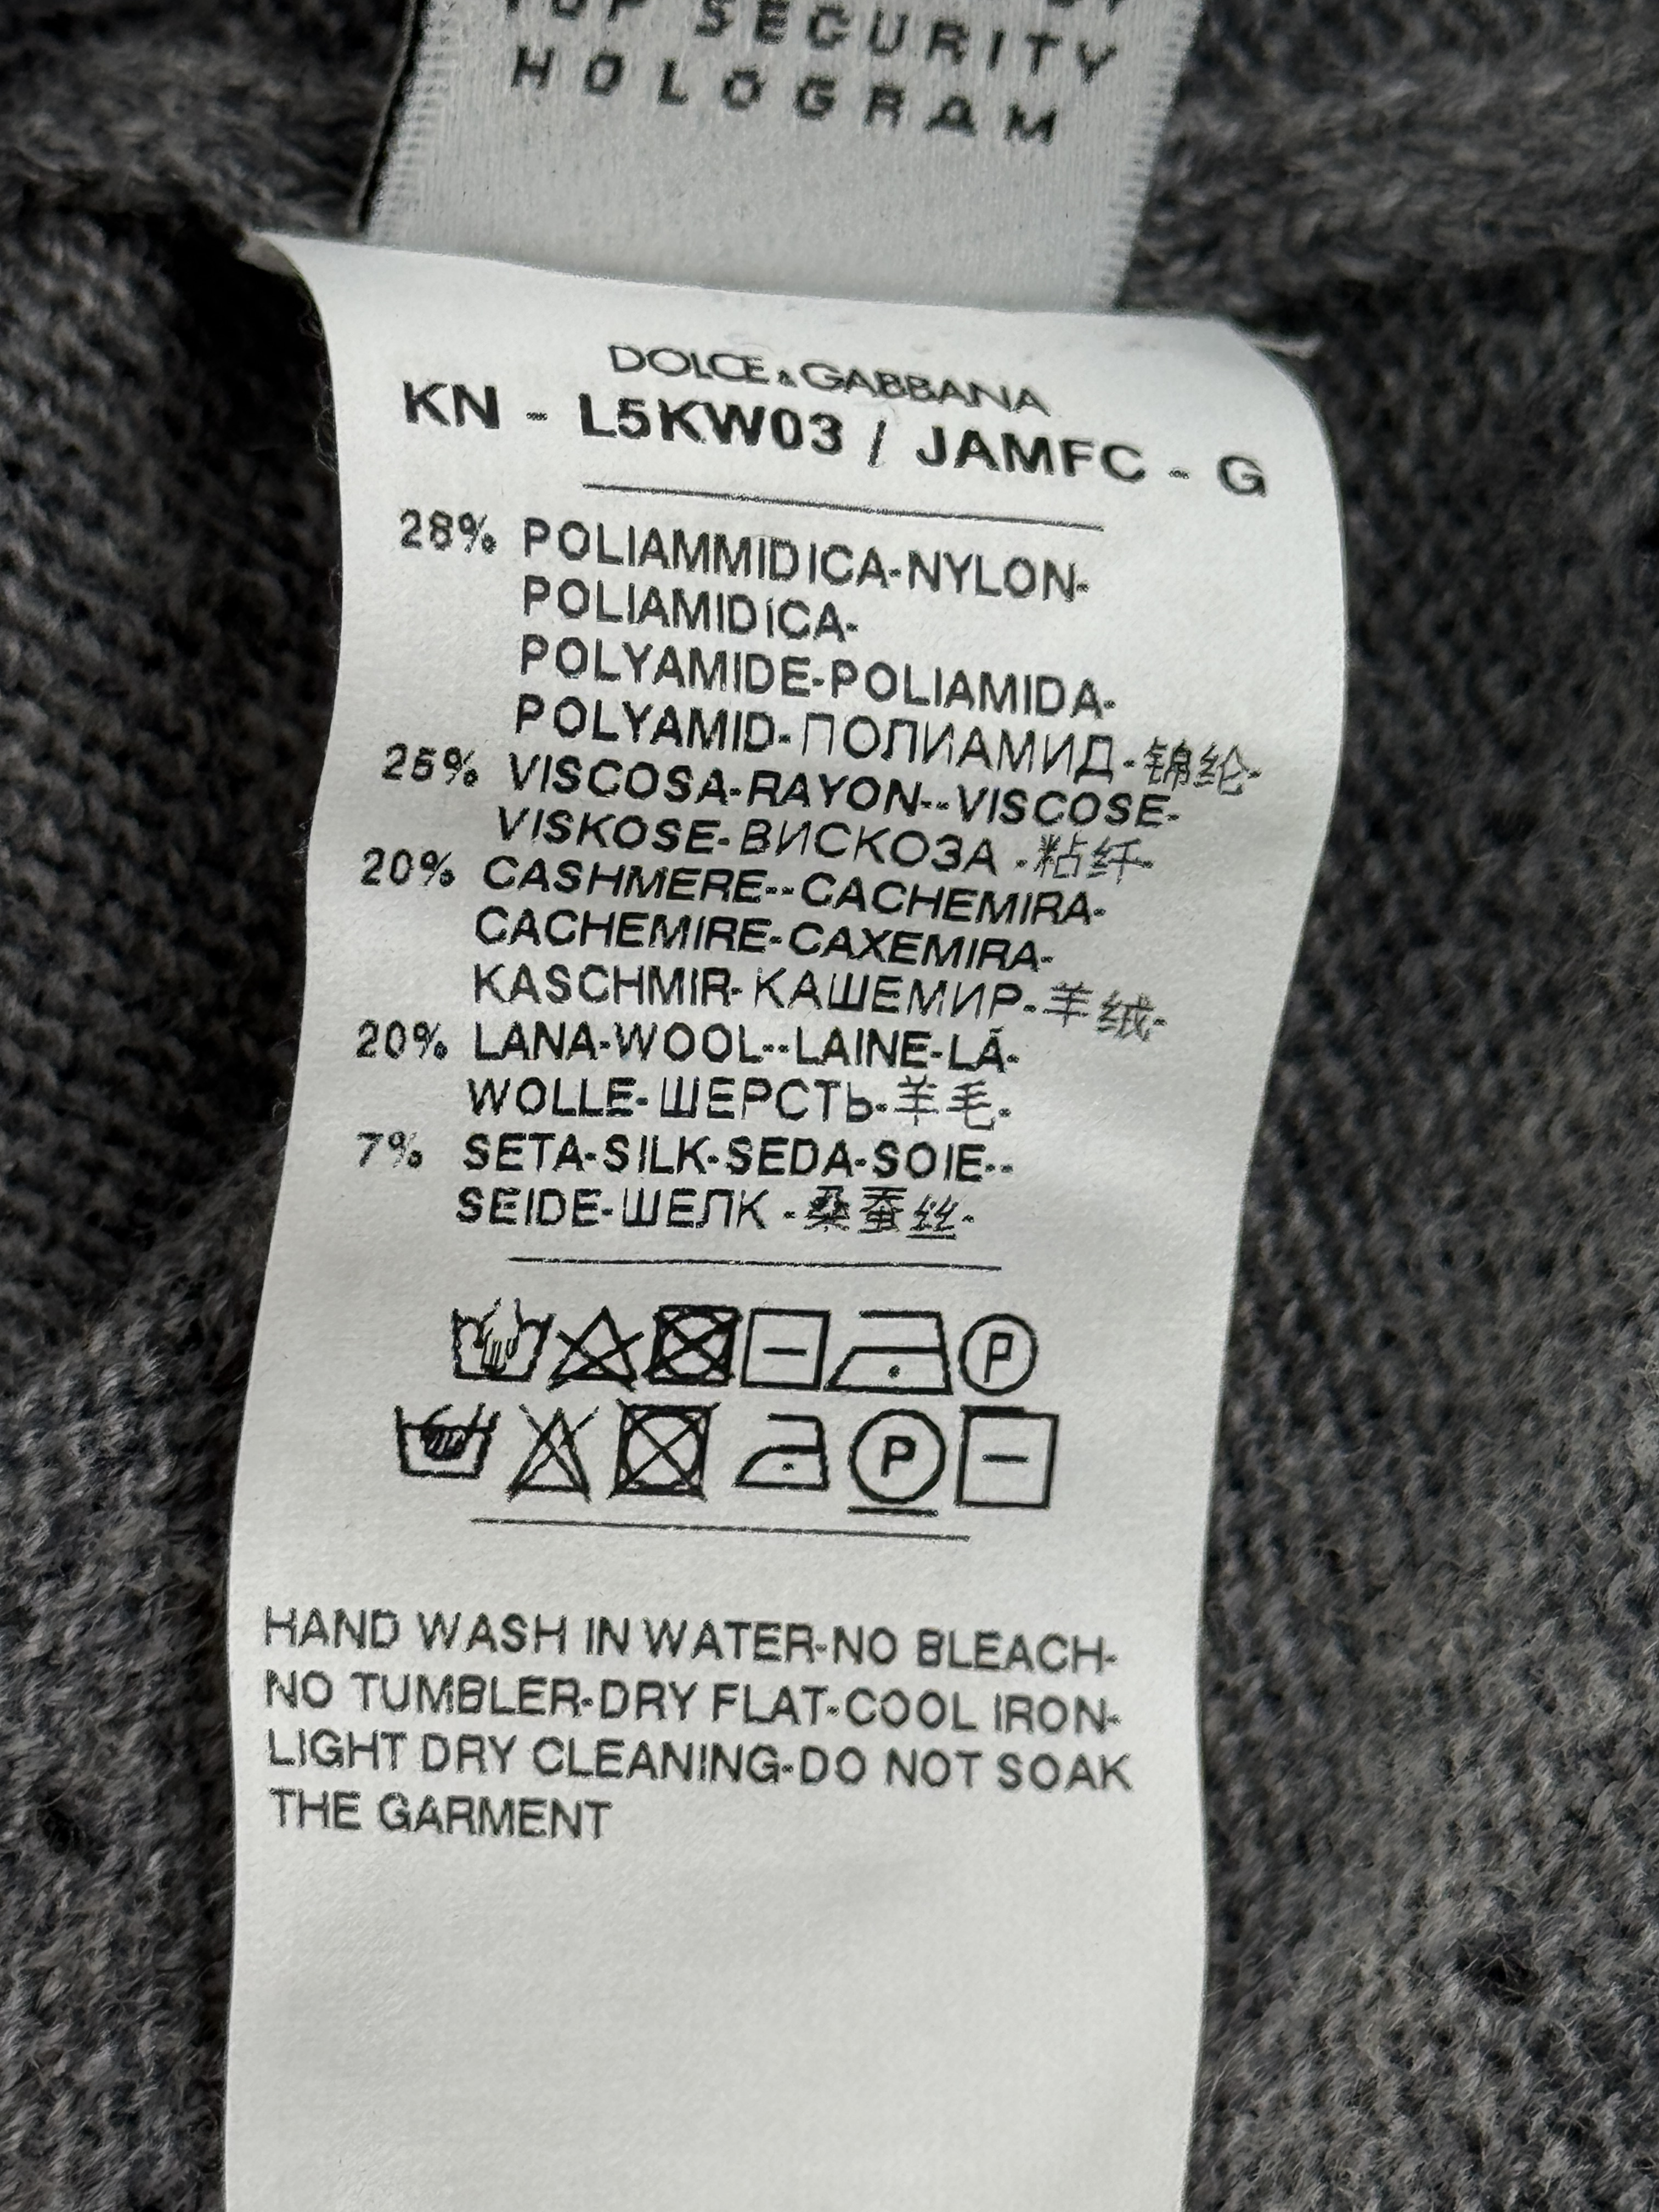 TOP SECURITY
HOLOGRAM
DOLCE & GABBANA
KN - L5KW03 / JAMFC - G
28% POLIAMMIDICA-NYLON-
POLIAMIDICA-
POLYAMIDE-POLIAMIDA-
POLYAMID-ПОЛИАМИД-锦纶-
25% VISCOSA-RAYON--VISCOSE-
VISKOSE-ВИСКОЗА -粘纤-
20% CASHMERE--CACHEMIRA-
CACHEMIRE-CAXEMIRA-
KASCHMIR-КАШЕМИР-羊绒-
20% LANA-WOOL--LAINE-LÃ-
WOLLE-ШЕРСТЬ-羊毛-
7% SETA-SILK-SEDA-SOIE--
SEIDE-ШЕЛК -桑蚕丝-
P
P
HAND WASH IN WATER-NO BLEACH-
NO TUMBLER-DRY FLAT-COOL IRON-
LIGHT DRY CLEANING-DO NOT SOAK
THE GARMENT